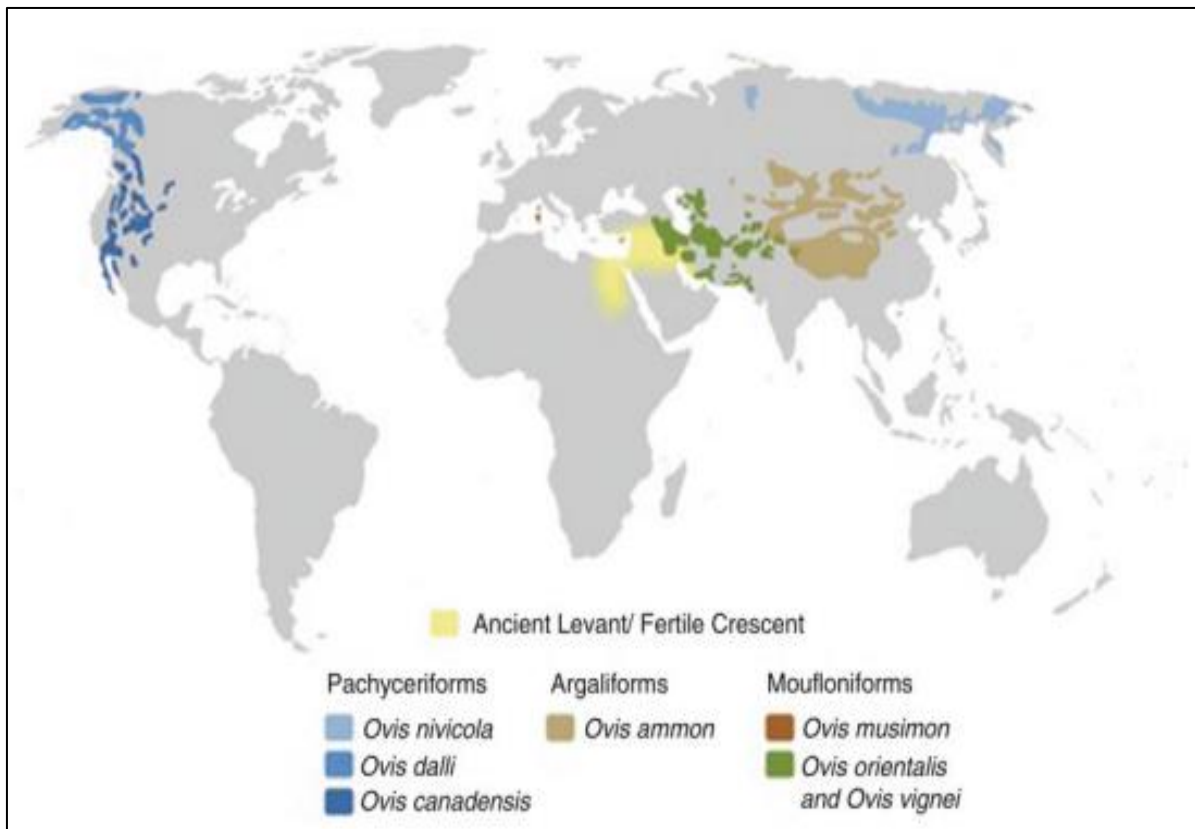 Ancient Levant/ Fertile Crescent
Pachyceriforms
Ovis nivicola
Ovis dalli
Ovis canadensis
Argaliforms
Ovis ammon
Moufloniforms
Ovis musimon
Ovis orientalis
and Ovis vignei